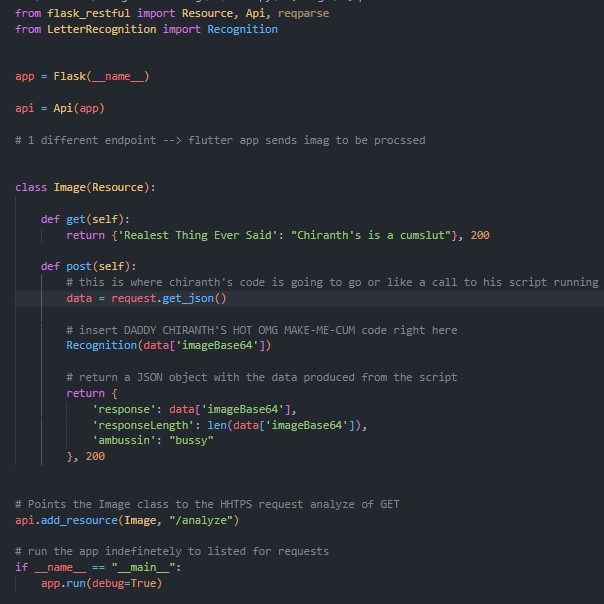 from flask_restful import Resource, Api, reqparse
from LetterRecognition import Recognition
app = Flask(__name__)
api = Api(app)
# 1 different endpoint --> flutter app sends imag to be procssed
class Image(Resource):
def get(self):
return {'Realest Thing Ever Said': "Chiranth's is a cumslut"}, 200
def post(self):
# this is where chiranth's code is going to go or like a call to his script running
data = request.get_json()
# insert DADDY CHIRANTH'S HOT OMG MAKE-ME-CUM code right here
Recognition(data['imageBase64'])
# return a JSON object with the data produced from the script
return {
'response': data['imageBase64'],
'responseLength': len(data['imageBase64']),
'ambussin': "bussy"
}, 200
# Points the Image class to the HHTPS request analyze of GET
api.add_resource(Image, "/analyze")
# run the app indefinetely to listed for requests
if __name__ == "__main__":
app.run(debug=True)